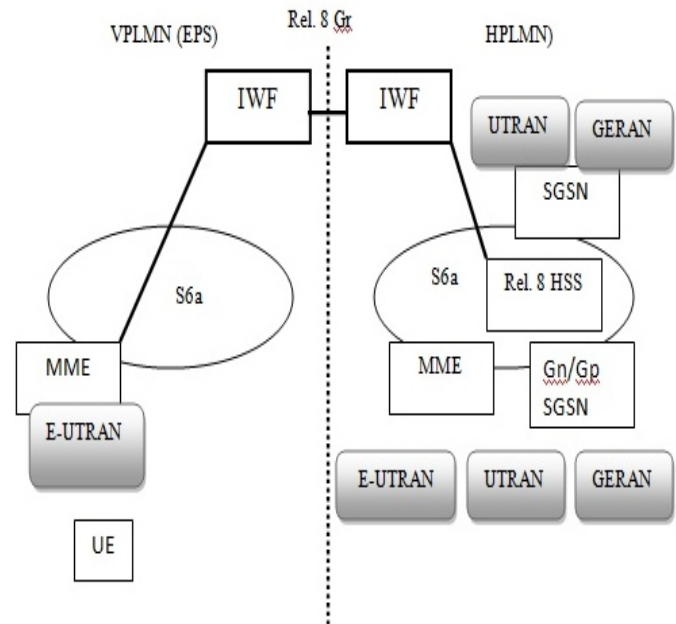 Rel. 8 Gr
VPLMN (EPS)
HPLMN)
IWF
IWF
UTRAN
GERAN
SGSN
S6a
S6a
Rel. 8 HSS
MME
MME
Gn/Gp
SGSN
E-UTRAN
E-UTRAN
UTRAN
GERAN
UE